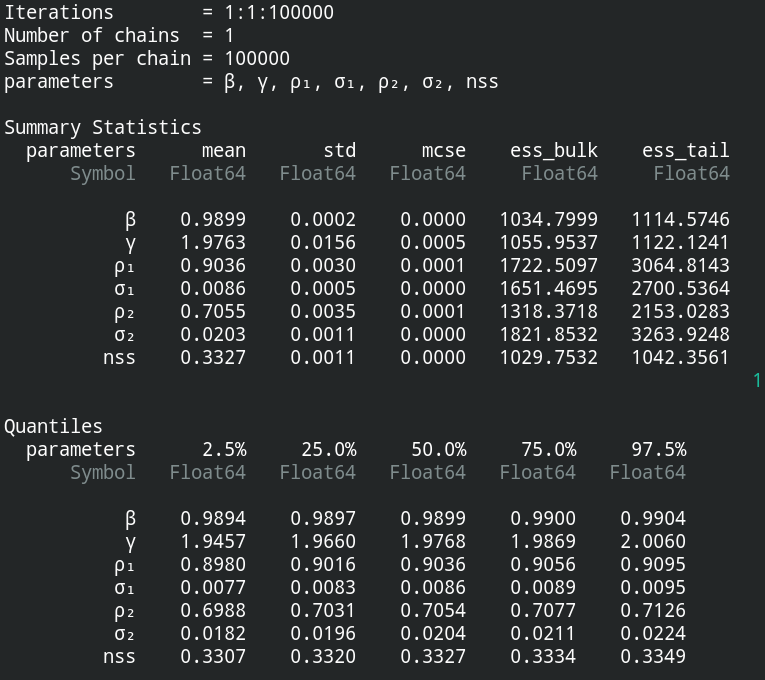 Iterations        = 1:1:100000
Number of chains  = 1
Samples per chain = 100000
parameters        = β, γ, ρ₁, σ₁, ρ₂, σ₂, nss
Summary Statistics
  parameters      mean       std      mcse    ess_bulk    ess_tail
      Symbol   Float64   Float64   Float64     Float64     Float64
           β    0.9899    0.0002    0.0000   1034.7999   1114.5746
           γ    1.9763    0.0156    0.0005   1055.9537   1122.1241
          ρ₁    0.9036    0.0030    0.0001   1722.5097   3064.8143
          σ₁    0.0086    0.0005    0.0000   1651.4695   2700.5364
          ρ₂    0.7055    0.0035    0.0001   1318.3718   2153.0283
          σ₂    0.0203    0.0011    0.0000   1821.8532   3263.9248
         nss    0.3327    0.0011    0.0000   1029.7532   1042.3561
1
Quantiles
  parameters      2.5%     25.0%     50.0%     75.0%     97.5%
      Symbol   Float64   Float64   Float64   Float64   Float64
           β    0.9894    0.9897    0.9899    0.9900    0.9904
           γ    1.9457    1.9660    1.9768    1.9869    2.0060
          ρ₁    0.8980    0.9016    0.9036    0.9056    0.9095
          σ₁    0.0077    0.0083    0.0086    0.0089    0.0095
          ρ₂    0.6988    0.7031    0.7054    0.7077    0.7126
          σ₂    0.0182    0.0196    0.0204    0.0211    0.0224
         nss    0.3307    0.3320    0.3327    0.3334    0.3349